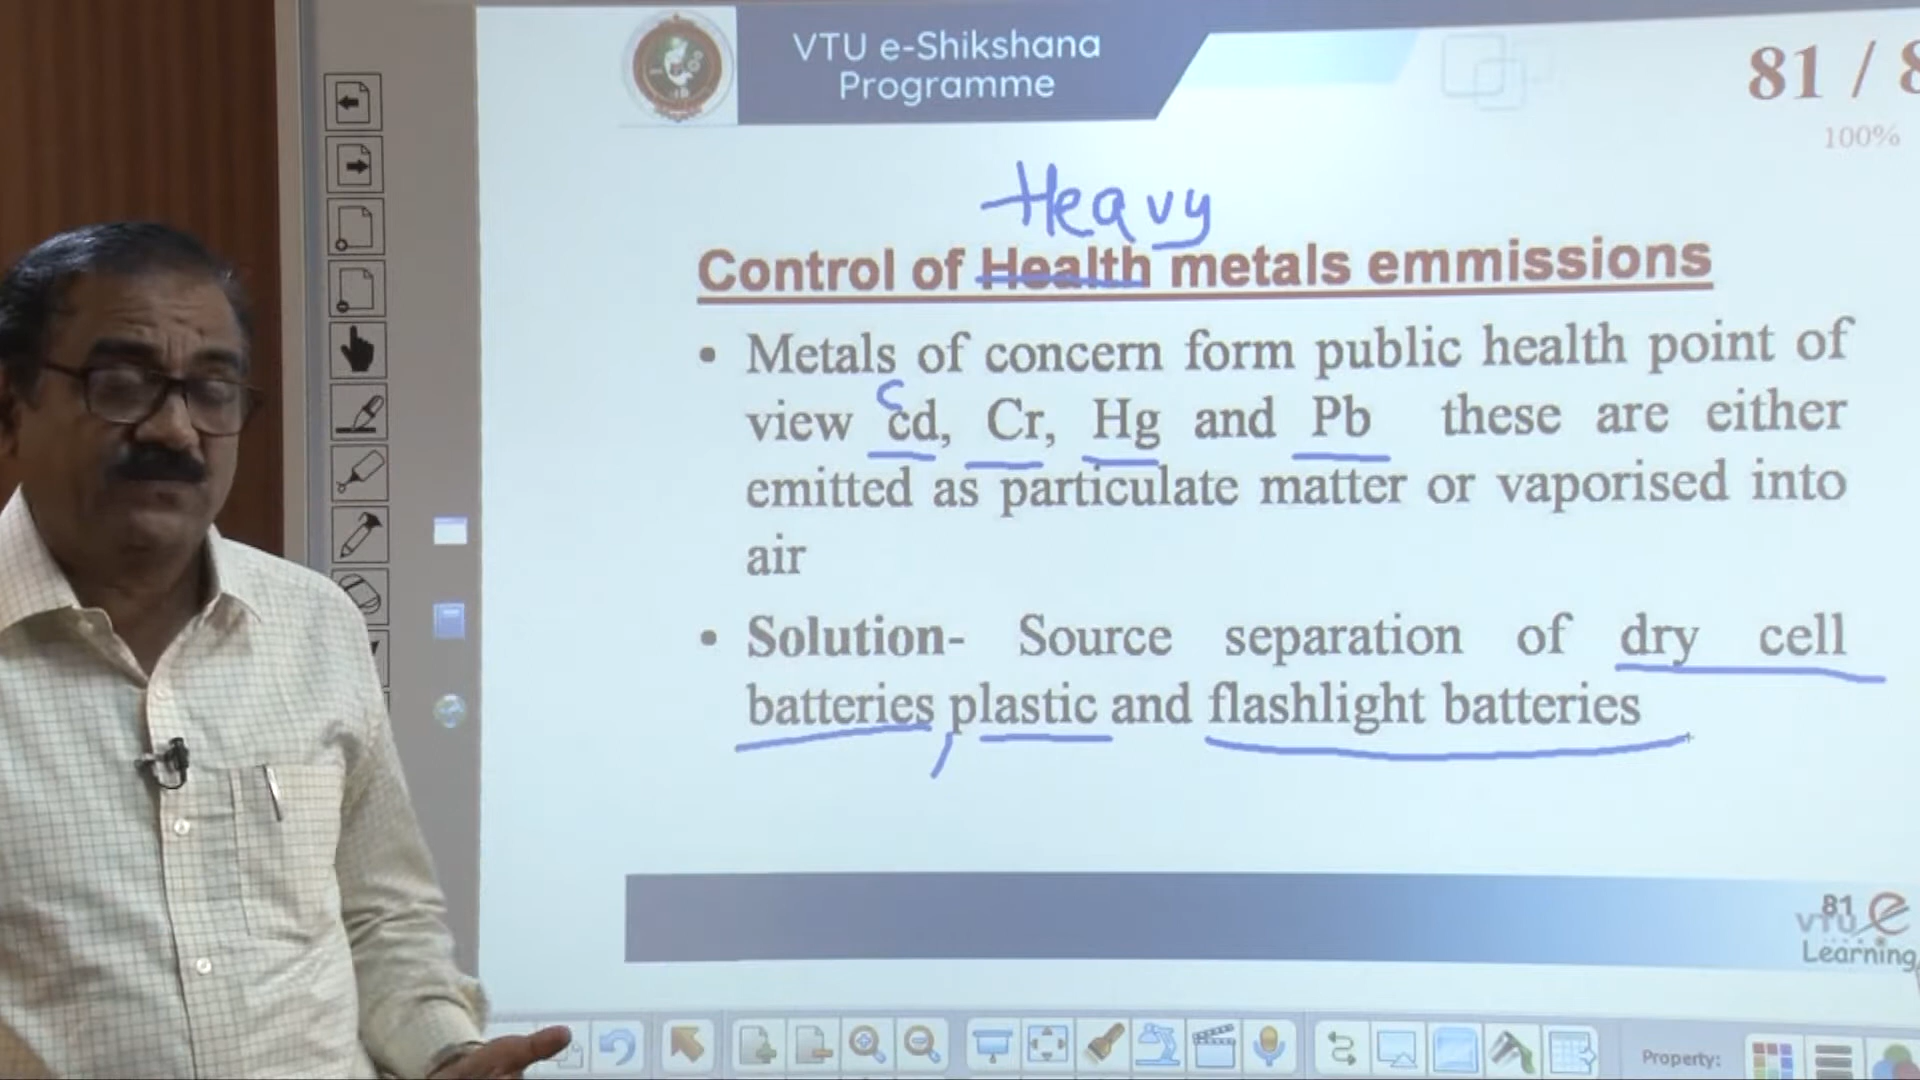 VTU e-Shikshana
Programme
81 / 8
100%
Heavy
Control of Health metals emmissions
• Metals of concern form public health point of
view cd, Cr, Hg and Pb these are either
emitted as particulate matter or vaporised into
air
• Solution- Source separation of dry cell
batteries, plastic and flashlight batteries
81
VTU e
Learning
Property: